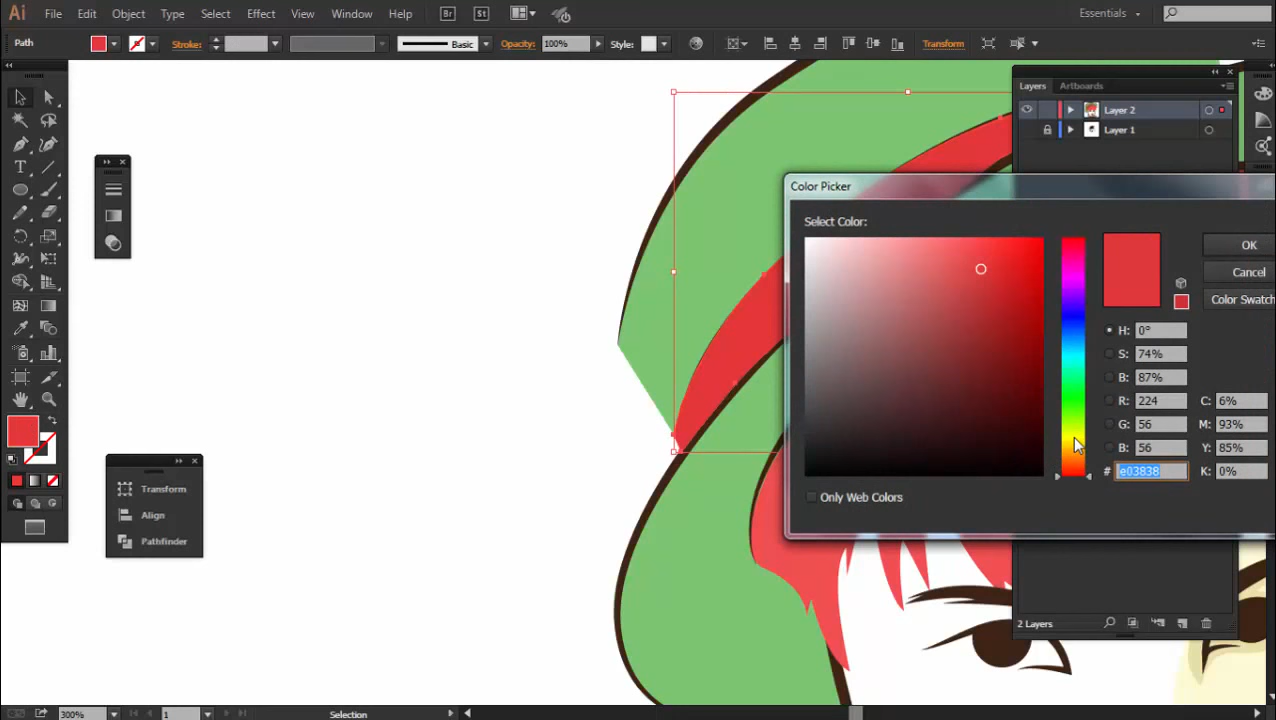 Ai File Edit Object Type Select Effect View Window Help Br St Essentials
Path Stroke: Basic Opacity: 100% Style: Transform
Layers Artboards
Layer 2
Layer 1
Color Picker
Select Color:
OK
Cancel
Color Swatch
H: 0°
S: 74%
B: 87%
R: 224 C: 6%
G: 56 M: 93%
B: 56 Y: 85%
# e03838 K: 0%
Only Web Colors
Transform
Align
Pathfinder
2 Layers
300% 1 Selection